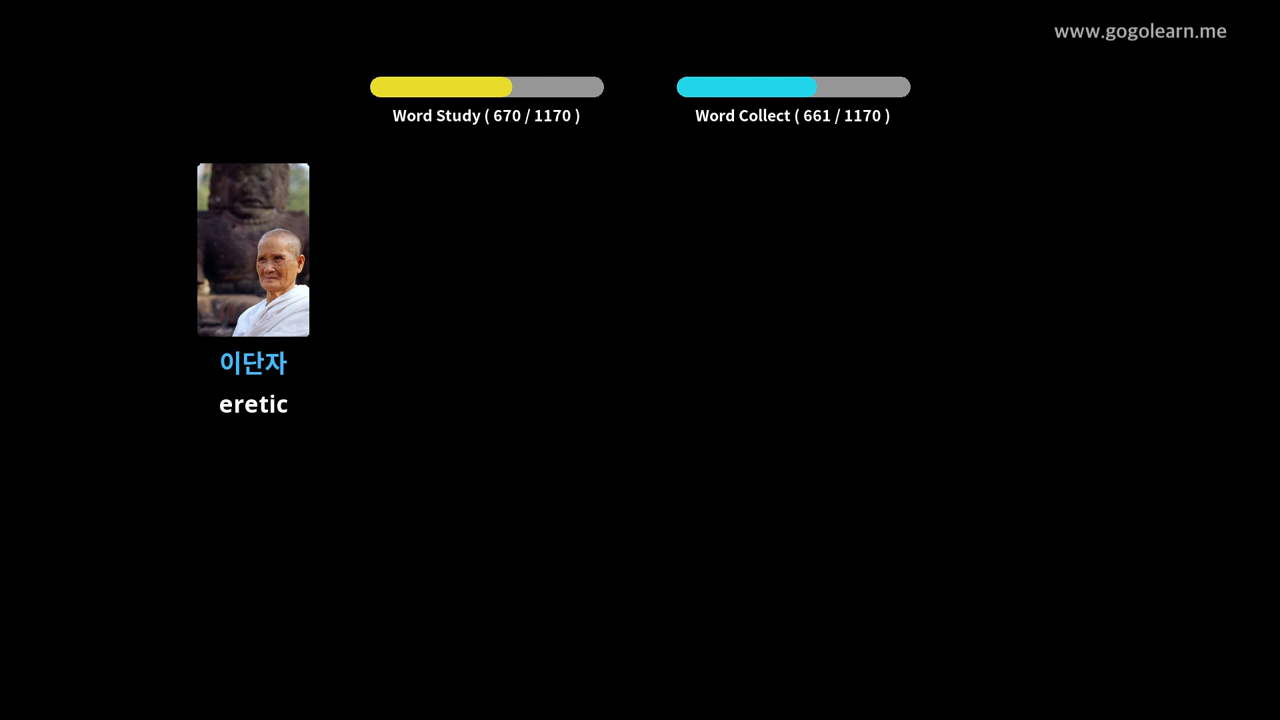 www.gogolearn.me
Word Study ( 670 / 1170 )
Word Collect ( 661 / 1170 )
이단자
eretic